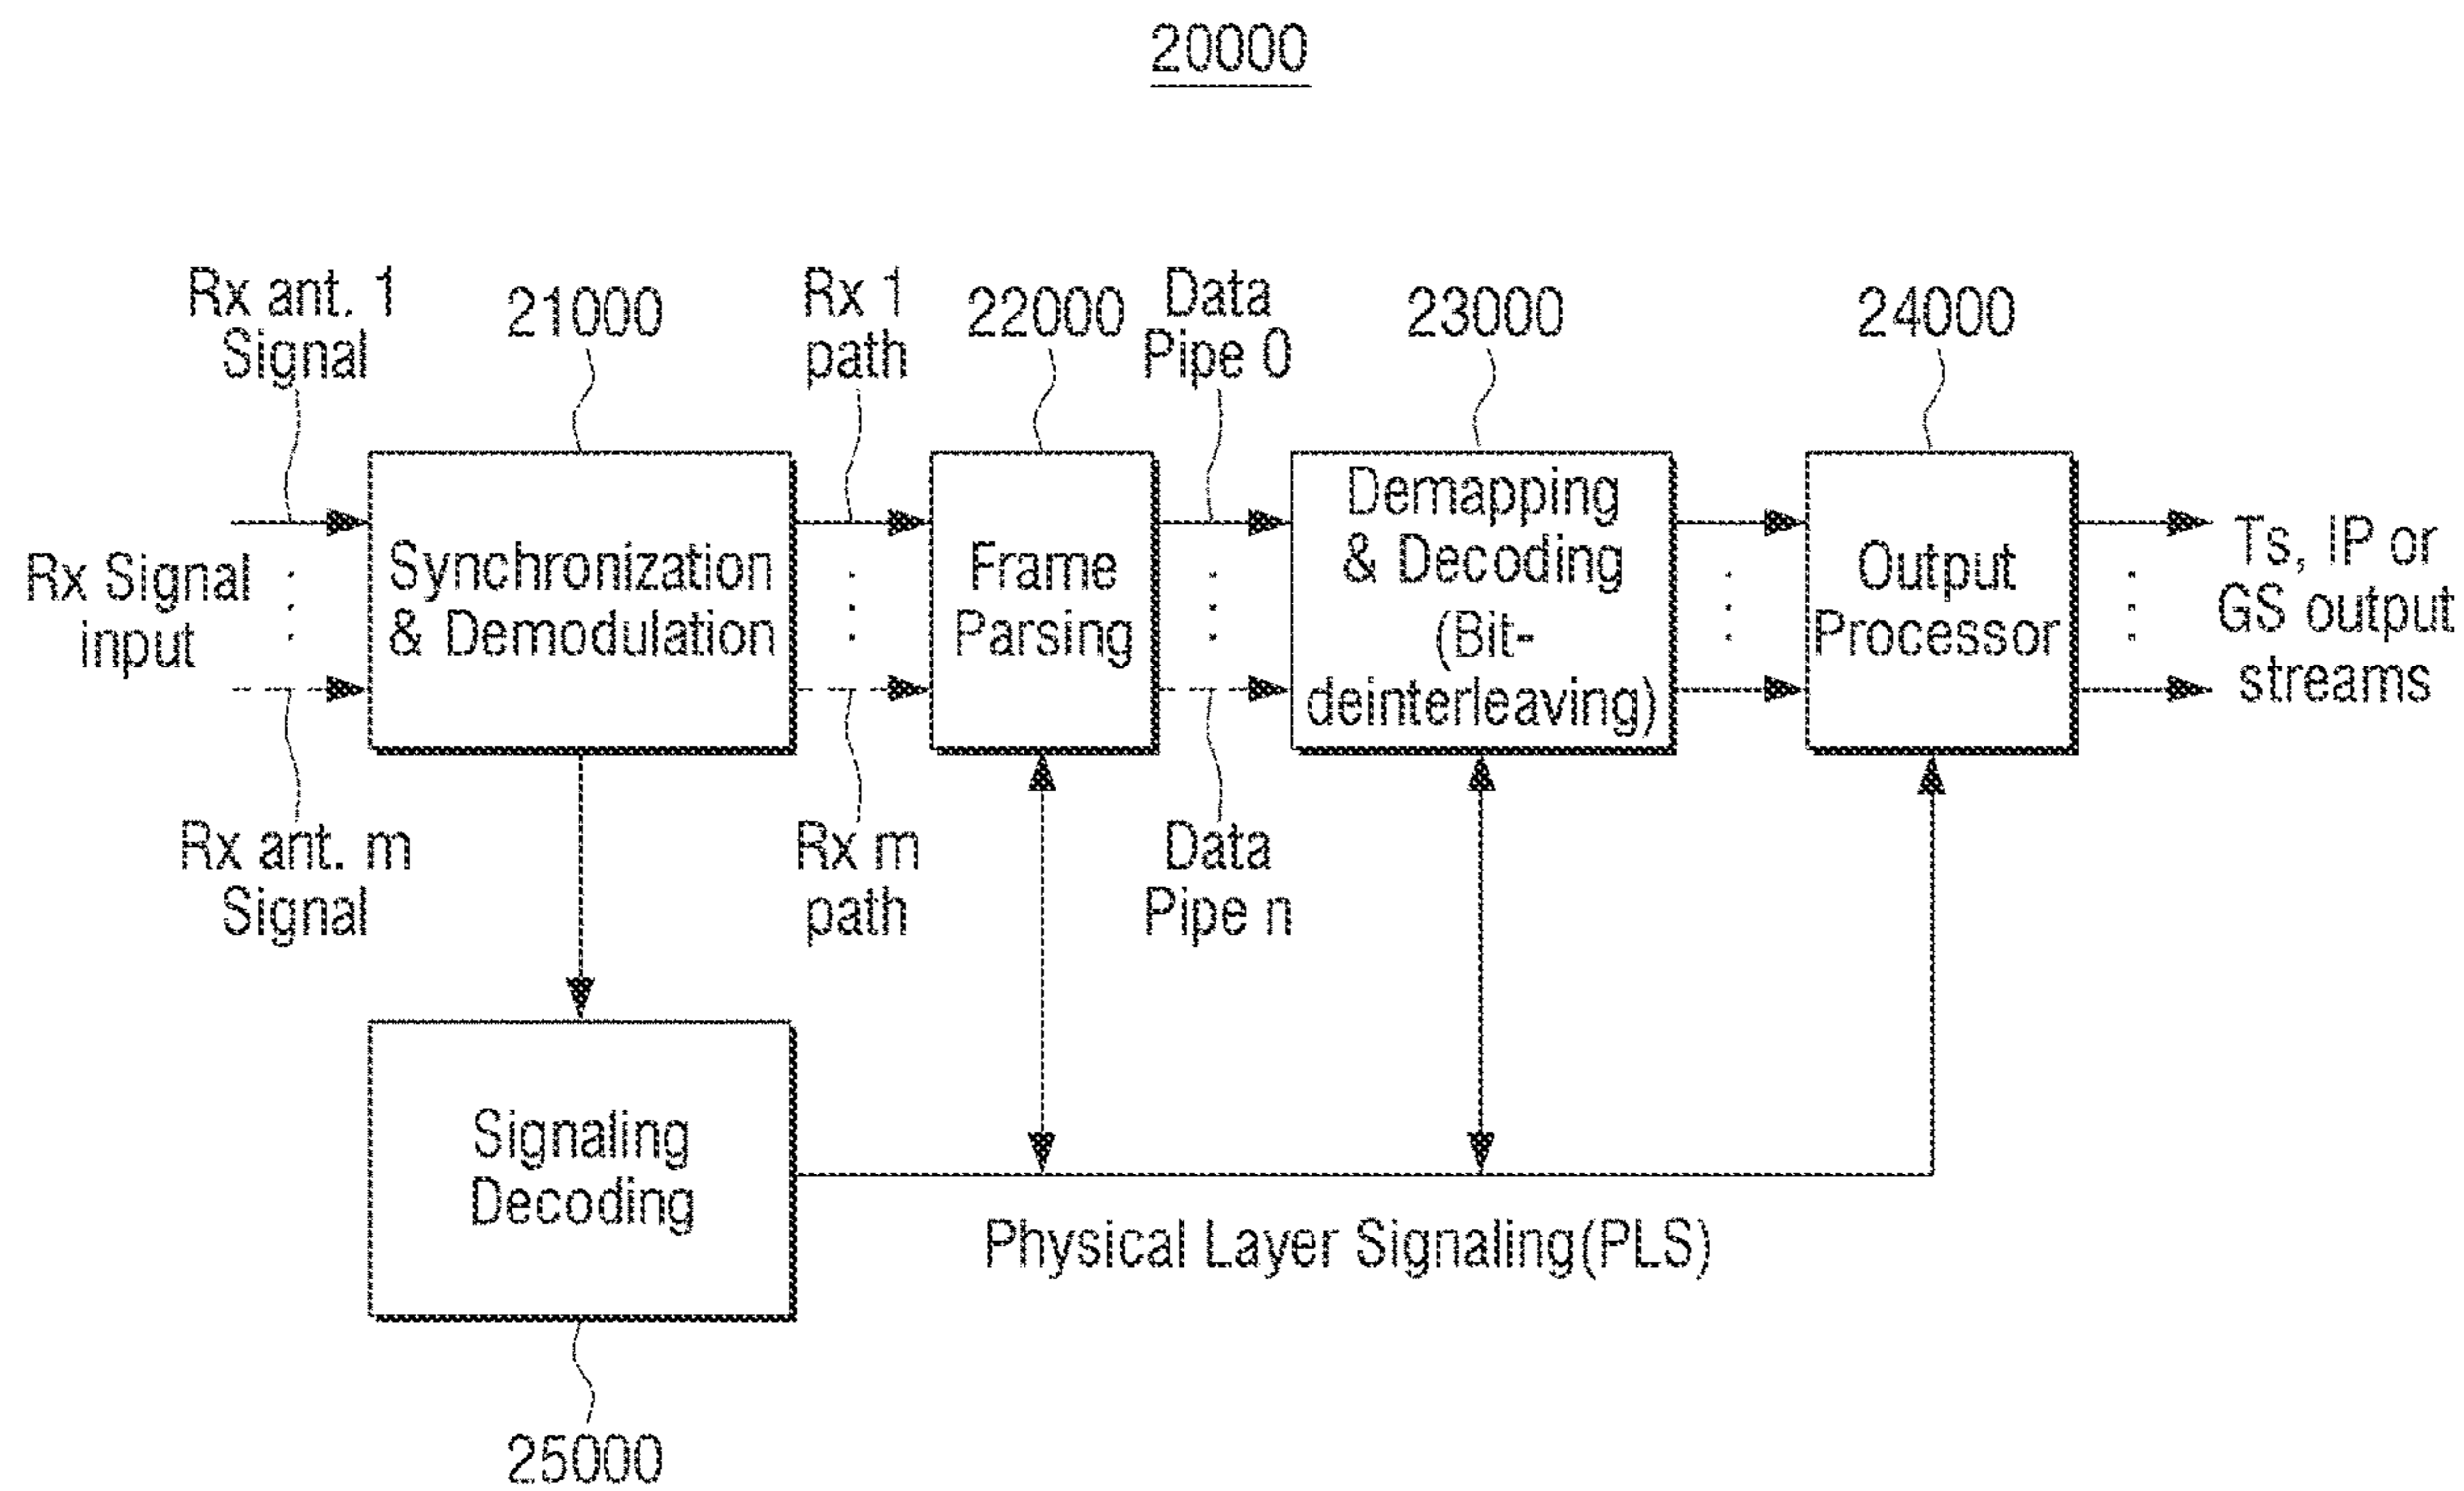 20000
Rx ant. 1
Signal
21000
Rx 1
path
22000
Data
Pipe 0
23000
24000
Rx Signal
input
Synchronization
& Demodulation
Frame
Parsing
Demapping
& Decoding
(Bit-
deinterleaving)
Output
Processor
Ts, IP or
GS output
streams
Rx ant. m
Signal
Rx m
path
Data
Pipe n
Signaling
Decoding
Physical Layer Signaling(PLS)
25000